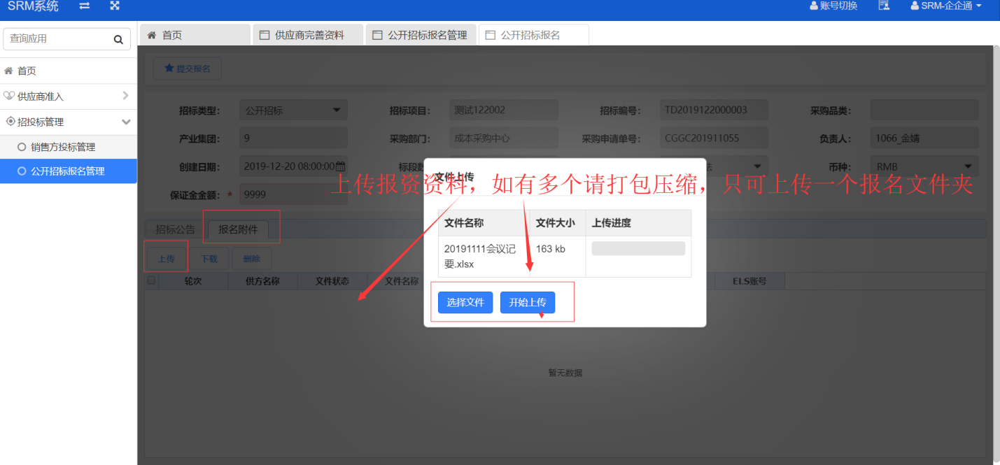 SRM系统
账号切换
SRM-企企通
查询应用
首页
供应商完善资料
公开招标报名管理
公开招标报名
首页
供应商准入
招投标管理
销售方投标管理
公开招标报名管理
提交报名
招标类型：
公开招标
招标项目：
测试122002
招标编号：
TD2019122000003
采购品类：
产业集团：
9
采购部门：
成本采购中心
采购申请单号：
CGGC201911055
负责人：
1066_金婧
创建日期：
2019-12-20 08:00:00
标段数
法
币种：
RMB
保证金金额：*
9999
上传报资资料，如有多个请打包压缩，只可上传一个报名文件夹
招标公告
报名附件
上传
下载
删除
轮次
供方名称
文件状态
文件名称
ELS账号
暂无数据
文件上传
文件名称
文件大小
上传进度
20191111会议记
要.xlsx
163 kb
选择文件
开始上传